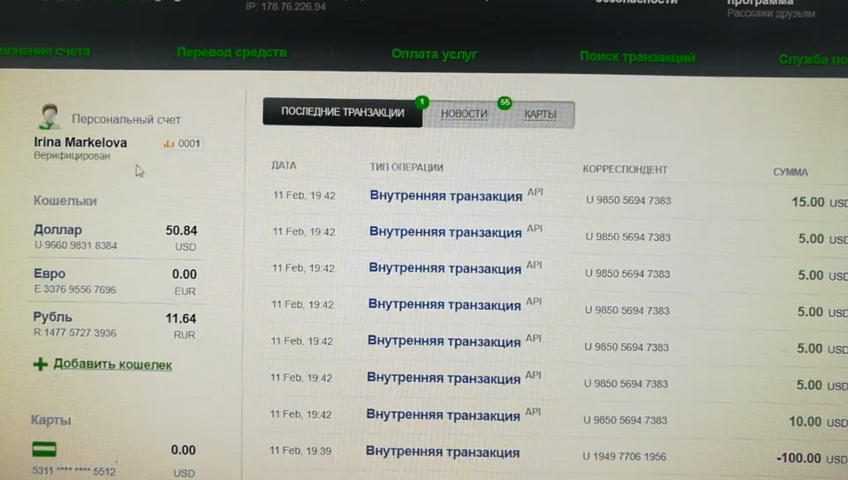 IP: 178.76.226.94
Расскажи друзьям
Перевод средств
Оплата услуг
Поиск транзакций
Персональный счет
Irina Markelova
0001
Верифицирован
ПОСЛЕДНИЕ ТРАНЗАКЦИИ
1
НОВОСТИ
55
КАРТЫ
Кошельки
Доллар 50.84
U 9660 9831 8384 USD
Евро 0.00
E 3376 9556 7696 EUR
Рубль 11.64
R 1477 5727 3936 RUR
Добавить кошелек
Карты
0.00
5311 **** **** 5512 USD
ДАТА ТИП ОПЕРАЦИИ КОРРЕСПОНДЕНТ СУММА
11 Feb, 19:42 Внутренняя транзакция API U 9850 5694 7383 15.00 USD
11 Feb, 19:42 Внутренняя транзакция API U 9850 5694 7383 5.00 USD
11 Feb, 19:42 Внутренняя транзакция API U 9850 5694 7383 5.00 USD
11 Feb, 19:42 Внутренняя транзакция API U 9850 5694 7383 5.00 USD
11 Feb, 19:42 Внутренняя транзакция API U 9850 5694 7383 5.00 USD
11 Feb, 19:42 Внутренняя транзакция API U 9850 5694 7383 5.00 USD
11 Feb, 19:42 Внутренняя транзакция API U 9850 5694 7383 10.00 USD
11 Feb, 19:39 Внутренняя транзакция U 1949 7706 1956 -100.00 USD